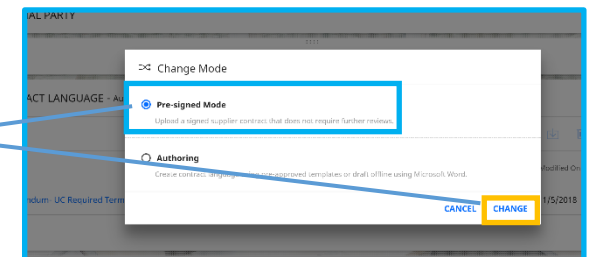 IAL PARTY
Change Mode
ACT LANGUAGE - Au
Pre-signed Mode
Upload a signed supplier contract that does not require further reviews.
Authoring
Create contract language using pre-approved templates or draft offline using Microsoft Word.
Modified On
ndum- UC Required Term
1/5/2018
CANCEL CHANGE